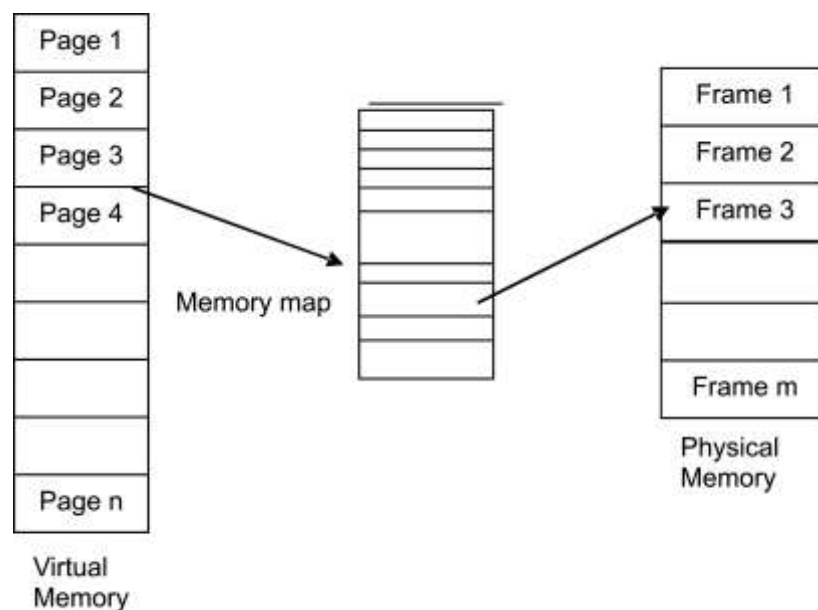 Page 1
Page 2
Page 3
Page 4
Page n
Virtual
Memory
Memory map
Frame 1
Frame 2
Frame 3
Frame m
Physical
Memory